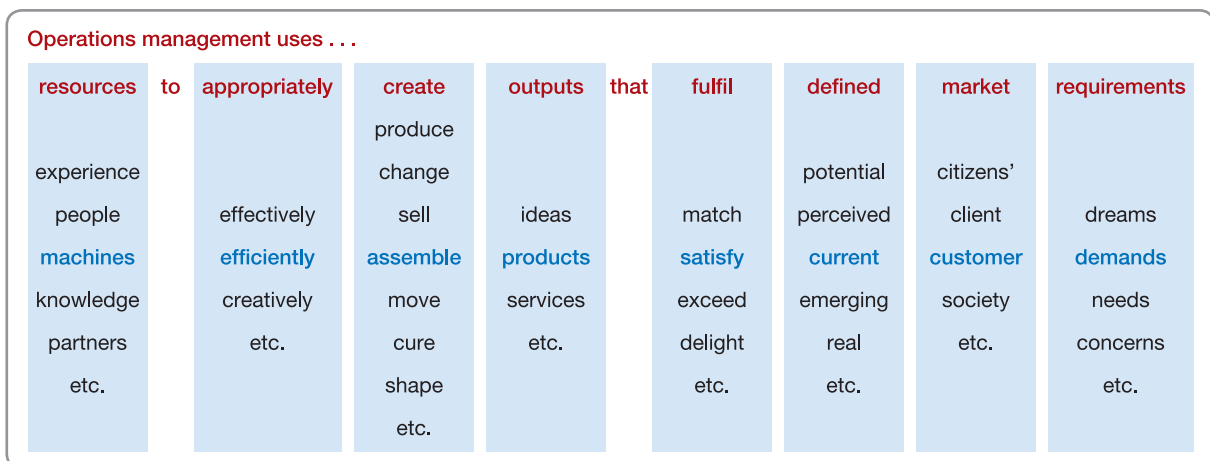 Operations management uses . . .
resources to appropriately create outputs that fulfil defined market requirements
produce
experience change potential citizens’
people effectively sell ideas match perceived client dreams
machines efficiently assemble products satisfy current customer demands
knowledge creatively move services exceed emerging society needs
partners etc. cure etc. delight real etc. concerns
etc. shape etc. etc. etc.
etc.